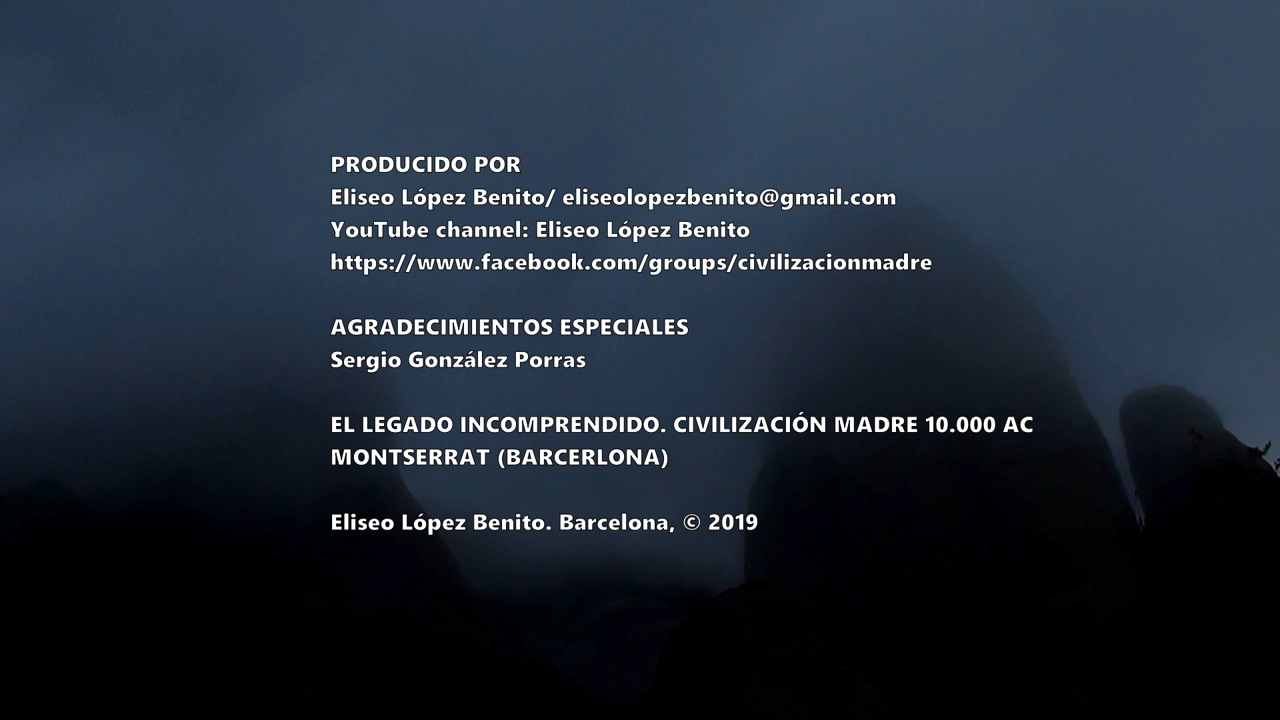 PRODUCIDO POR
Eliseo López Benito/ eliseolopezbenito@gmail.com
YouTube channel: Eliseo López Benito
https://www.facebook.com/groups/civilizacionmadre
AGRADECIMIENTOS ESPECIALES
Sergio González Porras
EL LEGADO INCOMPRENDIDO. CIVILIZACIÓN MADRE 10.000 AC
MONTSERRAT (BARCERLONA)
Eliseo López Benito. Barcelona, © 2019